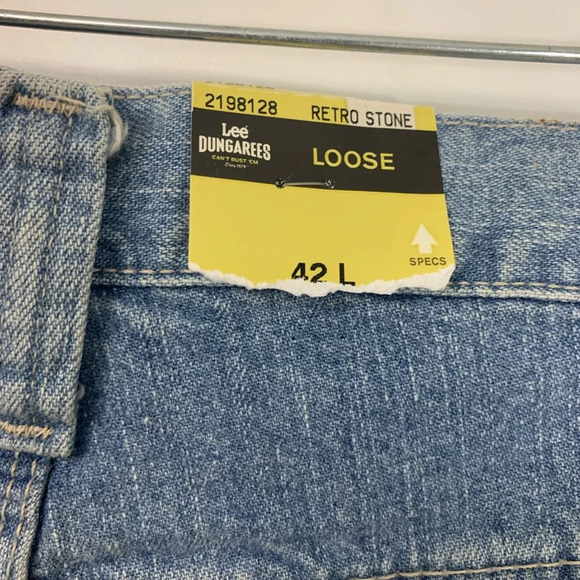 2198128 RETRO STONE
Lee
DUNGAREES
CAN'T BUST 'EM
LOOSE
SPECS
42 L